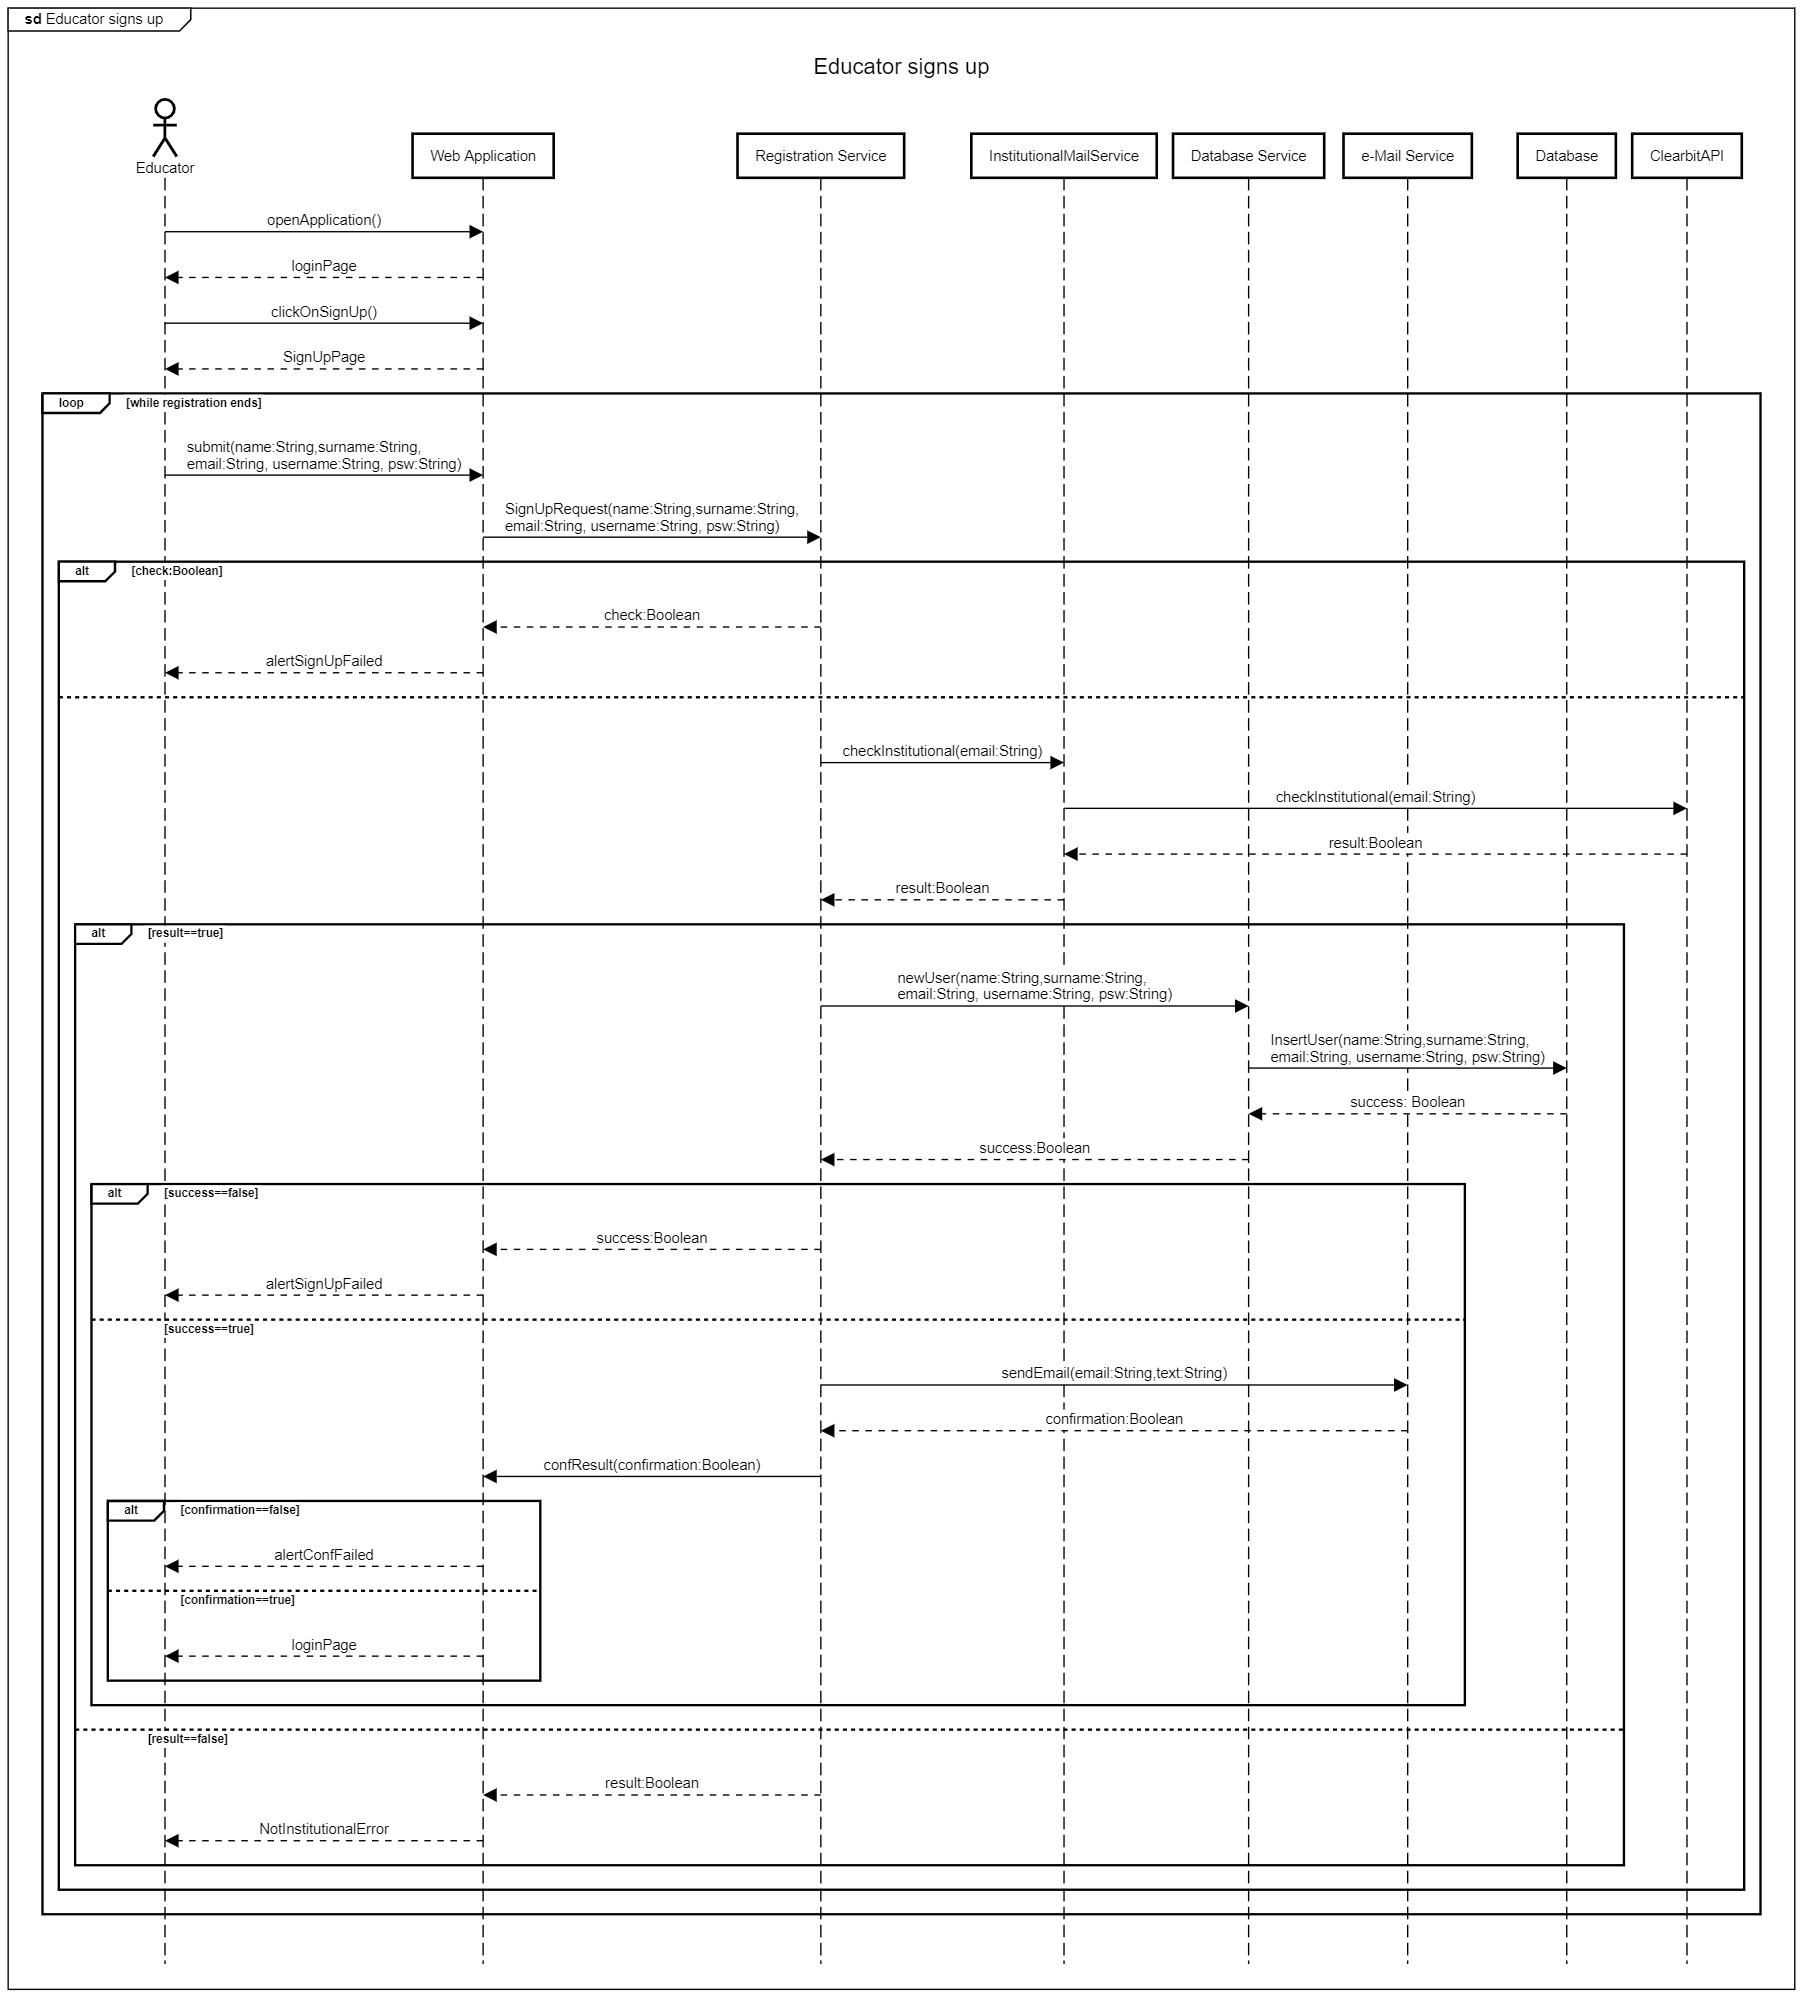 sd Educator signs up
Educator signs up
Educator
Web Application
Registration Service
InstitutionalMailService
Database Service
e-Mail Service
Database
ClearbitAPI
openApplication()
loginPage
clickOnSignUp()
SignUpPage
loop
[while registration ends]
submit(name:String,surname:String,
email:String, username:String, psw:String)
SignUpRequest(name:String,surname:String,
email:String, username:String, psw:String)
alt
[check:Boolean]
check:Boolean
alertSignUpFailed
checkInstitutional(email:String)
checkInstitutional(email:String)
result:Boolean
result:Boolean
alt
[result==true]
newUser(name:String,surname:String,
email:String, username:String, psw:String)
InsertUser(name:String,surname:String,
email:String, username:String, psw:String)
success: Boolean
success:Boolean
alt
[success==false]
success:Boolean
alertSignUpFailed
[success==true]
sendEmail(email:String,text:String)
confirmation:Boolean
confResult(confirmation:Boolean)
alt
[confirmation==false]
alertConfFailed
[confirmation==true]
loginPage
[result==false]
result:Boolean
NotInstitutionalError